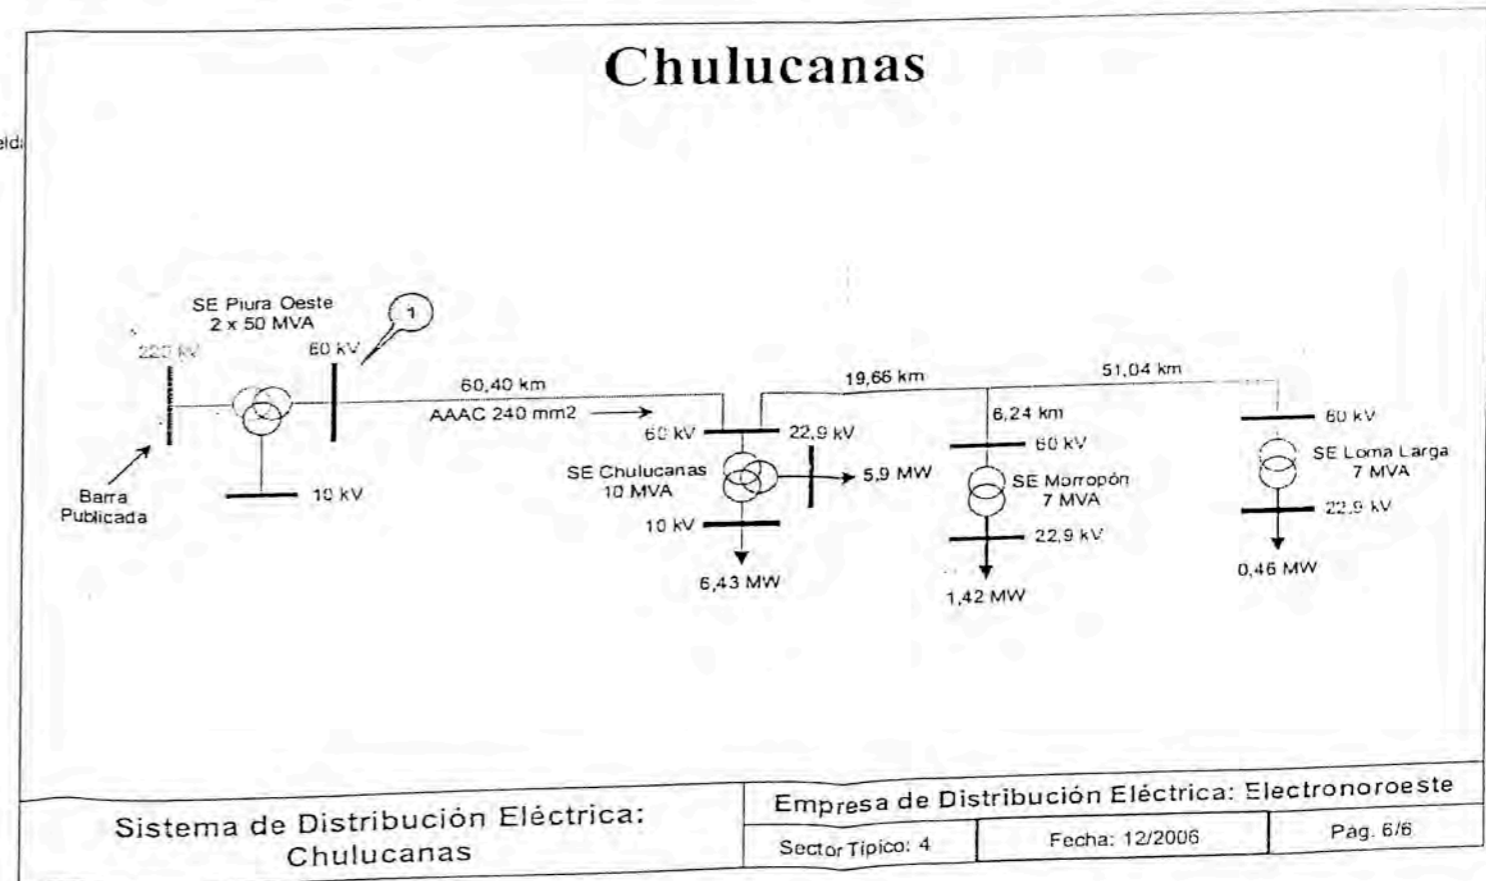 Chulucanas
SE Piura Oeste
2 x 50 MVA
1
220 kV
60 kV
60,40 km
AAAC 240 mm2
19,66 km
51,04 km
6,24 km
60 kV
22,9 kV
60 kV
60 kV
SE Chulucanas
10 MVA
5,9 MW
SE Morropón
7 MVA
SE Loma Larga
7 MVA
Barra
Publicada
10 kV
10 kV
22,9 kV
22,9 kV
6,43 MW
1,42 MW
0,46 MW
Sistema de Distribución Eléctrica:
Chulucanas
Empresa de Distribución Eléctrica: Electronoroeste
Sector Típico: 4
Fecha: 12/2006
Pág. 6/6